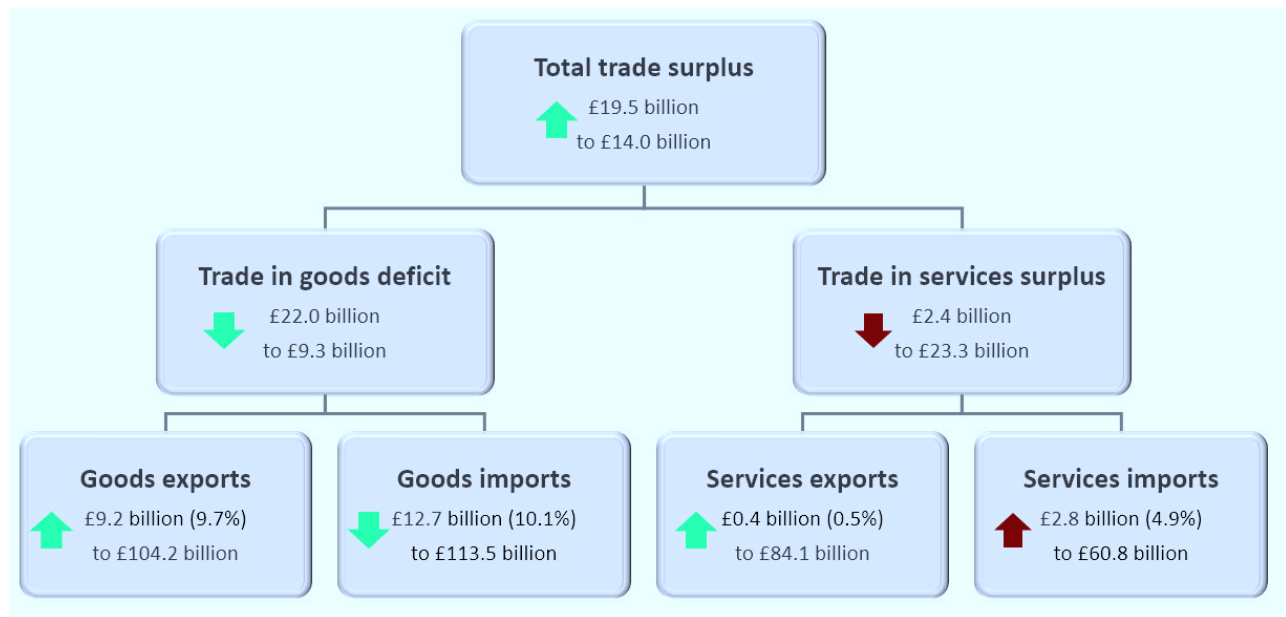 Total trade surplus
£19.5 billion
to £14.0 billion
Trade in goods deficit
£22.0 billion
to £9.3 billion
Trade in services surplus
£2.4 billion
to £23.3 billion
Goods exports
£9.2 billion (9.7%)
to £104.2 billion
Goods imports
£12.7 billion (10.1%)
to £113.5 billion
Services exports
£0.4 billion (0.5%)
to £84.1 billion
Services imports
£2.8 billion (4.9%)
to £60.8 billion